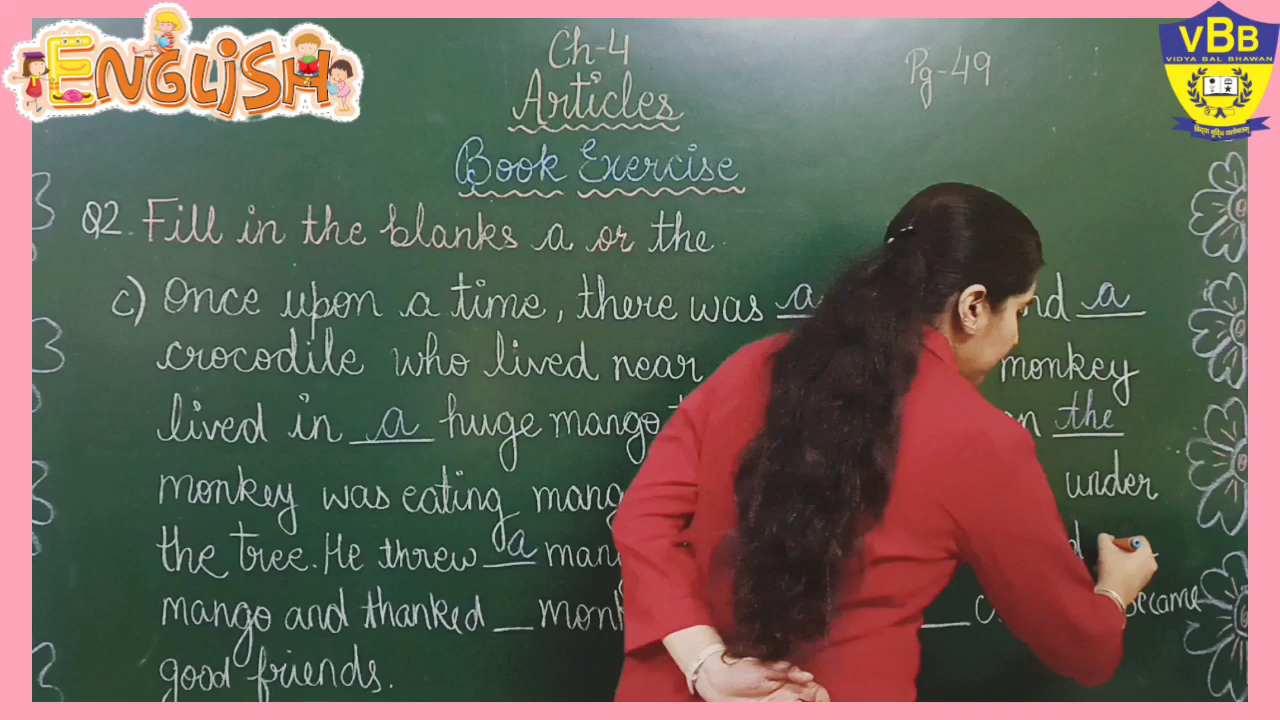 ENGLISH
VBB
VIDYA BAL BHAWAN
Ch-4
Pg-49
Articles
Book Exercise
Q2. Fill in the blanks a or the.
c) Once upon a time, there was a nd a
crocodile who lived near monkey
lived in a huge mango the
monkey was eating mang under
the tree. He threw a man
mango and thanked __ monk __ became
good friends.